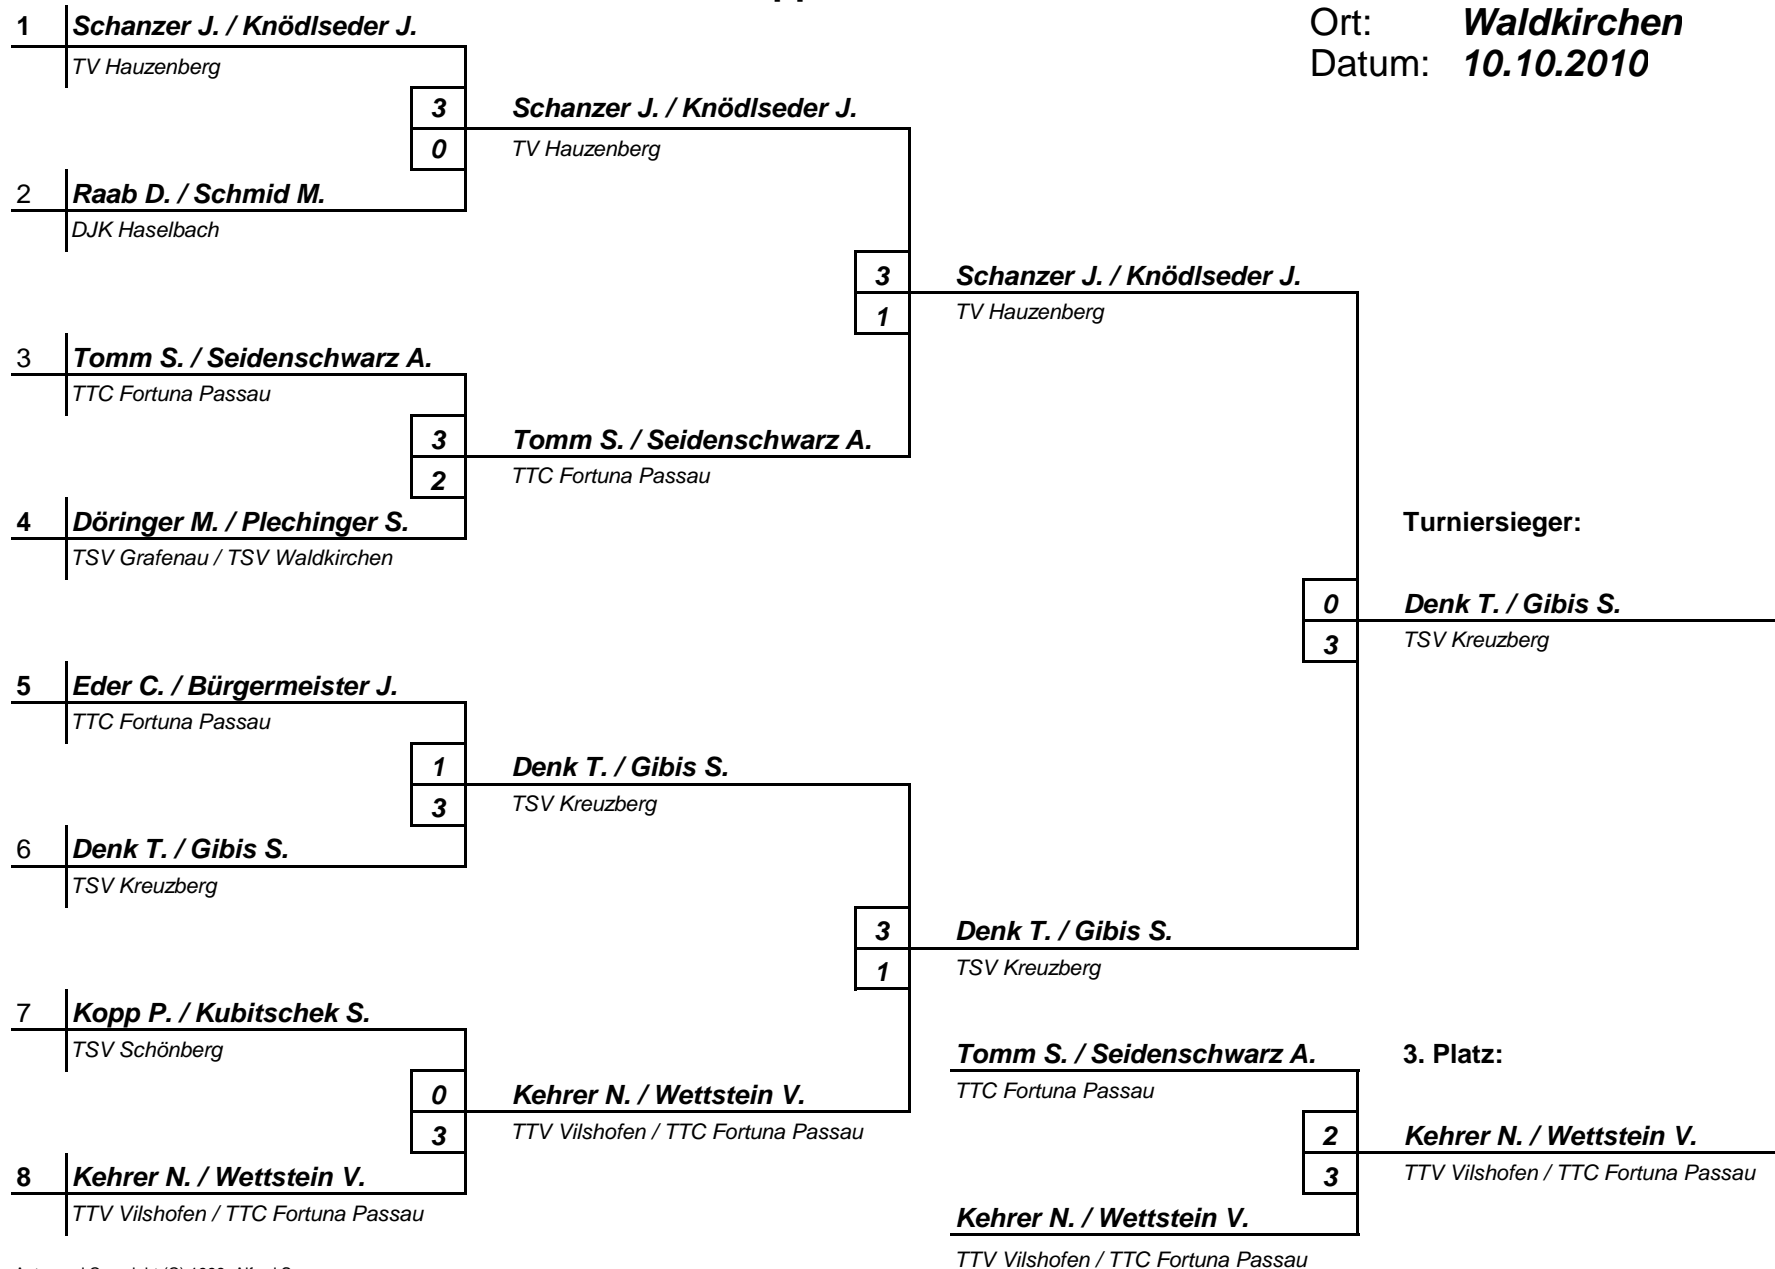 Ort: Waldkirchen
Datum: 10.10.2010
1 Schanzer J. / Knödlseder J.
TV Hauzenberg
3 Schanzer J. / Knödlseder J.
0 TV Hauzenberg
2 Raab D. / Schmid M.
DJK Haselbach
3 Schanzer J. / Knödlseder J.
1 TV Hauzenberg
3 Tomm S. / Seidenschwarz A.
TTC Fortuna Passau
3 Tomm S. / Seidenschwarz A.
2 TTC Fortuna Passau
4 Döringer M. / Plechinger S.
TSV Grafenau / TSV Waldkirchen
Turniersieger:
0 Denk T. / Gibis S.
3 TSV Kreuzberg
5 Eder C. / Bürgermeister J.
TTC Fortuna Passau
1 Denk T. / Gibis S.
3 TSV Kreuzberg
6 Denk T. / Gibis S.
TSV Kreuzberg
3 Denk T. / Gibis S.
1 TSV Kreuzberg
7 Kopp P. / Kubitschek S.
TSV Schönberg
Tomm S. / Seidenschwarz A. 3. Platz:
TTC Fortuna Passau
0 Kehrer N. / Wettstein V.
3 TTV Vilshofen / TTC Fortuna Passau
2 Kehrer N. / Wettstein V.
3 TTV Vilshofen / TTC Fortuna Passau
8 Kehrer N. / Wettstein V.
TTV Vilshofen / TTC Fortuna Passau
Kehrer N. / Wettstein V.
TTV Vilshofen / TTC Fortuna Passau